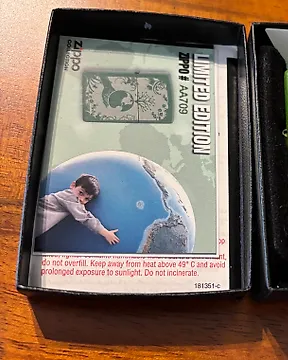 zippo
COLLECTION
LIMITED EDITION
ZIPPO # AA709
do not overfill. Keep away from heat above 49° C and avoid
prolonged exposure to sunlight. Do not incinerate.
181351-c